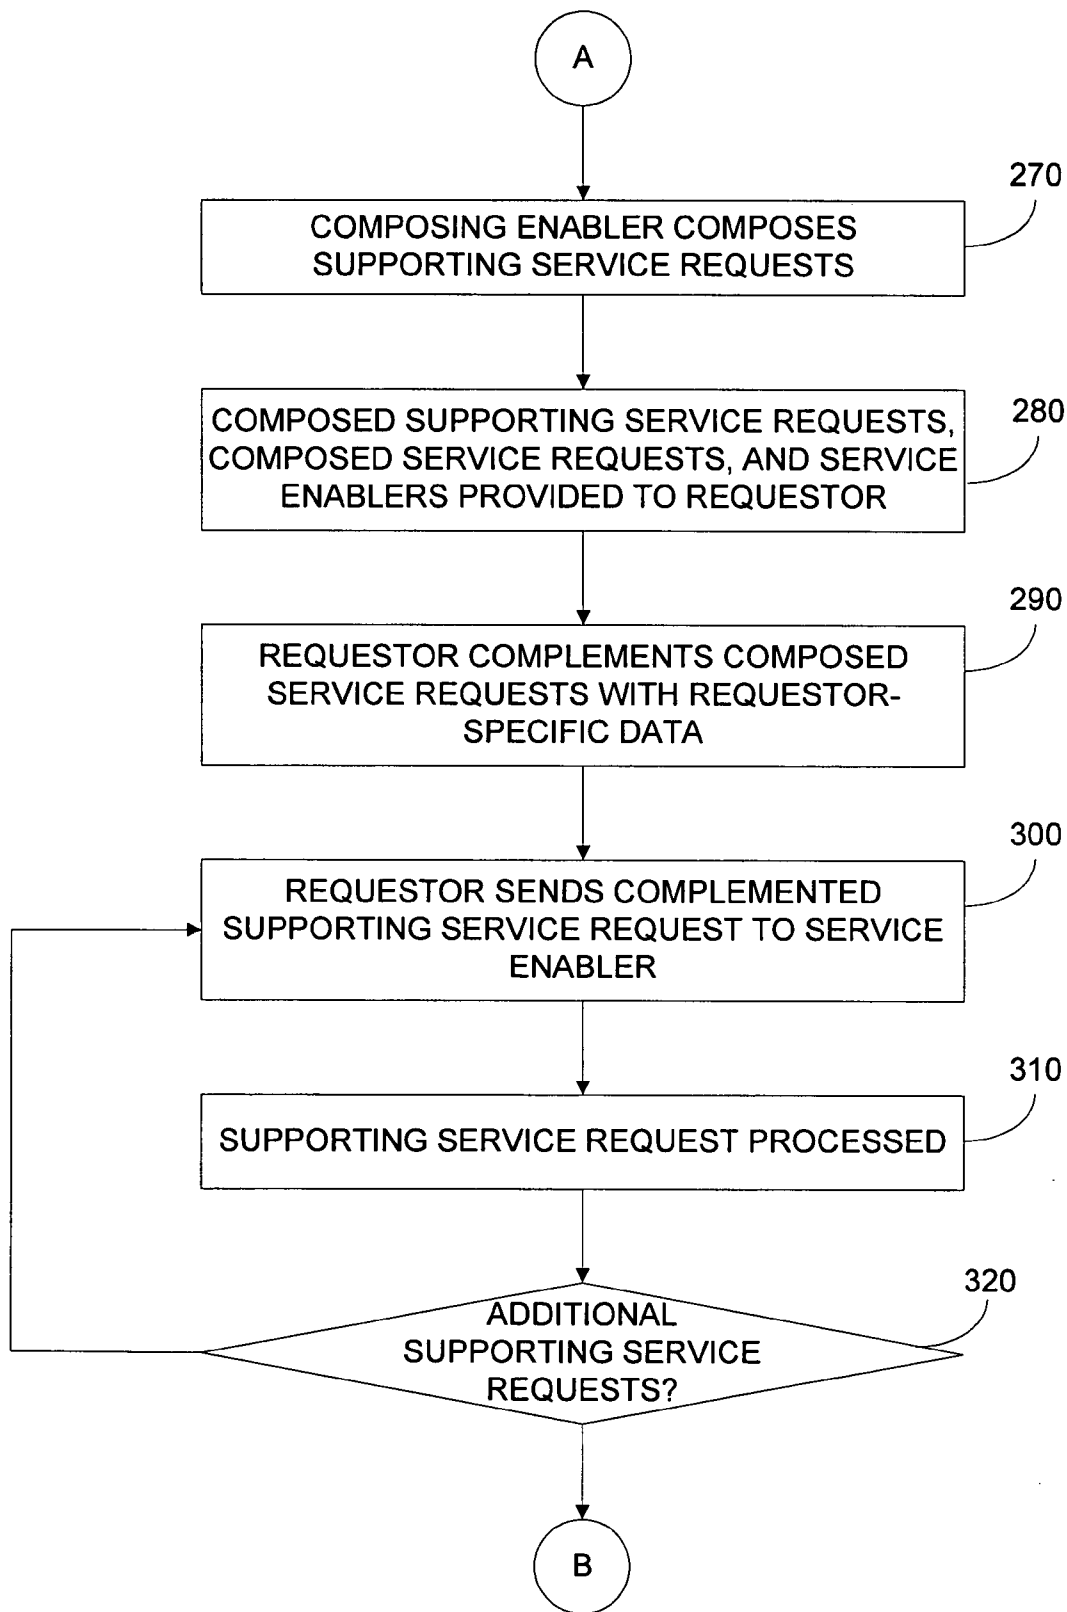 A
270
COMPOSING ENABLER COMPOSES
SUPPORTING SERVICE REQUESTS
280
COMPOSED SUPPORTING SERVICE REQUESTS,
COMPOSED SERVICE REQUESTS, AND SERVICE
ENABLERS PROVIDED TO REQUESTOR
290
REQUESTOR COMPLEMENTS COMPOSED
SERVICE REQUESTS WITH REQUESTOR-
SPECIFIC DATA
300
REQUESTOR SENDS COMPLEMENTED
SUPPORTING SERVICE REQUEST TO SERVICE
ENABLER
310
SUPPORTING SERVICE REQUEST PROCESSED
320
ADDITIONAL
SUPPORTING SERVICE
REQUESTS?
B